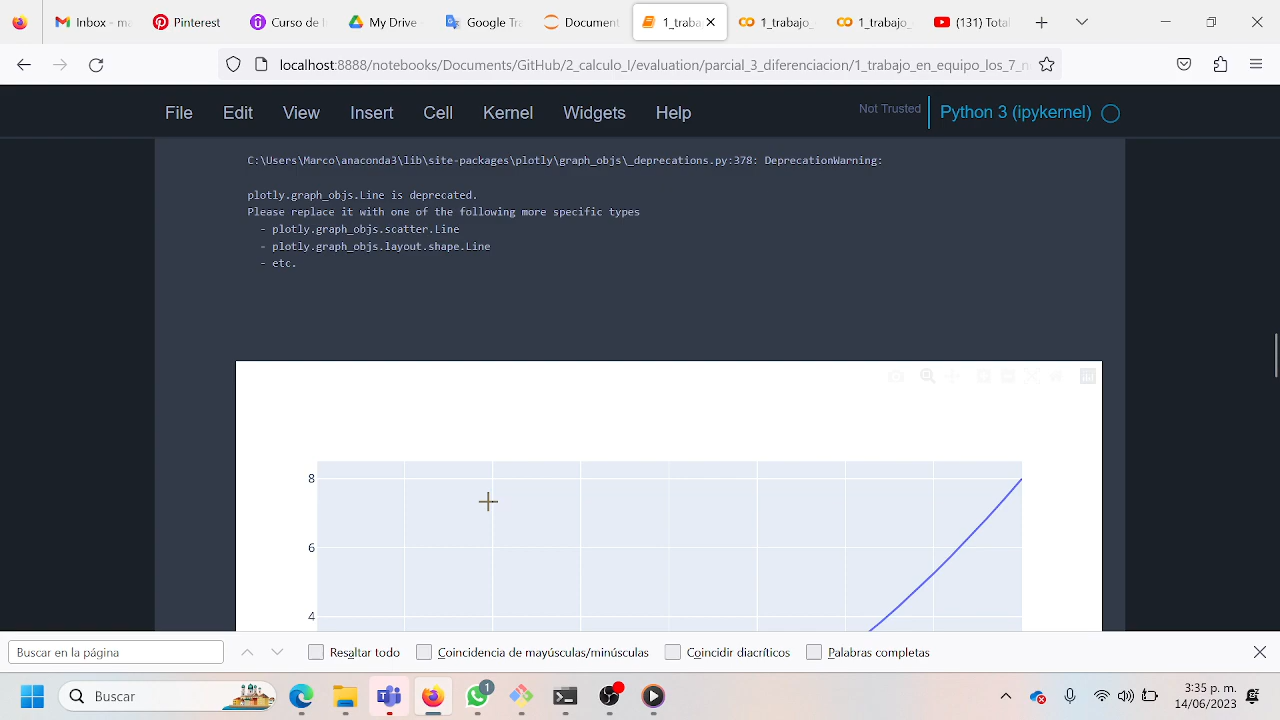 Inbox - ma
Pinterest
Curso de l
My Drive
Google Tra
Document
1_traba
1_trabajo_
1_trabajo_
(131) Total
localhost:8888/notebooks/Documents/GitHub/2_calculo_I/evaluation/parcial_3_diferenciacion/1_trabajo_en_equipo_los_7_n
File Edit View Insert Cell Kernel Widgets Help Not Trusted Python 3 (ipykernel)
C:\Users\Marco\anaconda3\lib\site-packages\plotly\graph_objs\_deprecations.py:378: DeprecationWarning:
plotly.graph_objs.Line is deprecated.
Please replace it with one of the following more specific types
- plotly.graph_objs.scatter.Line
- plotly.graph_objs.layout.shape.Line
- etc.
8
6
4
Buscar en la página Resaltar todo Coincidencia de mayúsculas/minúsculas Coincidir diacríticos Palabras completas
Buscar
1
3:35 p. m.
14/06/2023